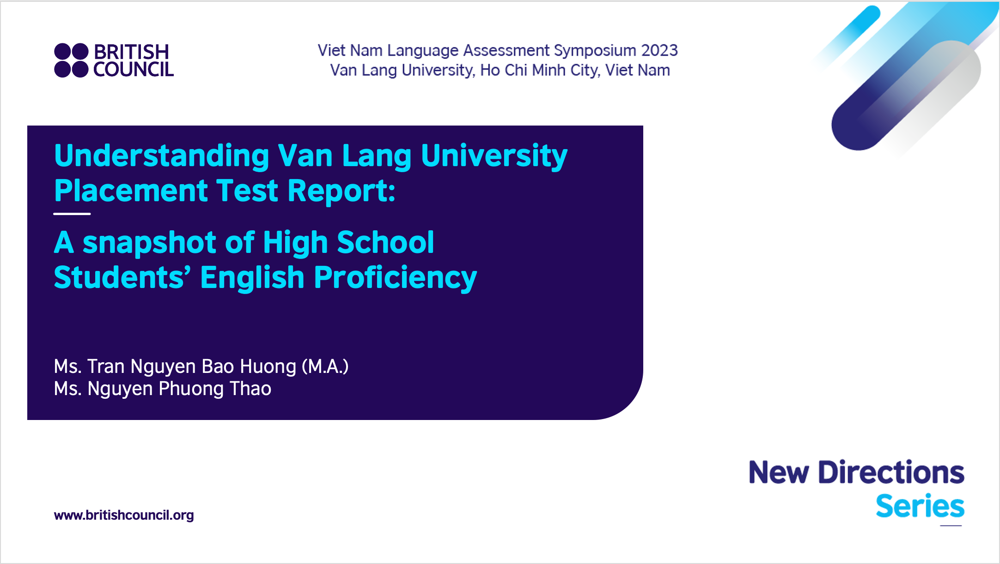 BRITISH
COUNCIL
Viet Nam Language Assessment Symposium 2023
Van Lang University, Ho Chi Minh City, Viet Nam
Understanding Van Lang University
Placement Test Report:
A snapshot of High School
Students’ English Proficiency
Ms. Tran Nguyen Bao Huong (M.A.)
Ms. Nguyen Phuong Thao
New Directions
Series
www.britishcouncil.org